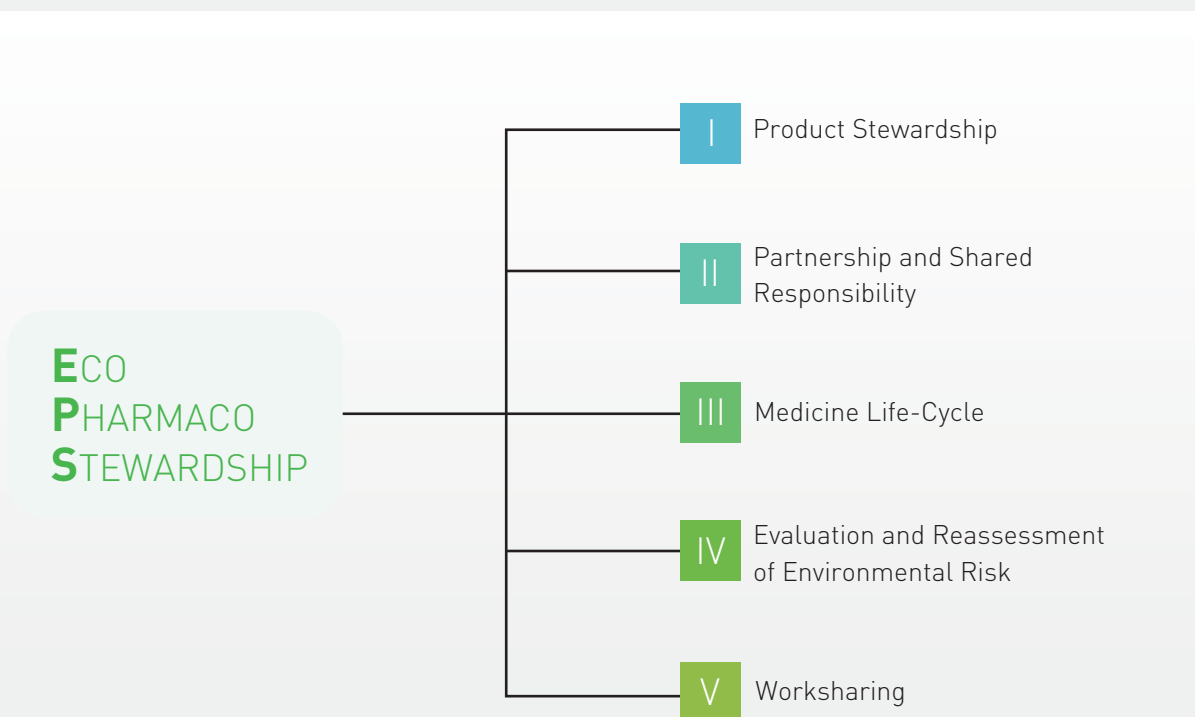 ECO
PHARMACO
STEWARDSHIP
I
Product Stewardship
II
Partnership and Shared
Responsibility
III
Medicine Life-Cycle
IV
Evaluation and Reassessment
of Environmental Risk
V
Worksharing